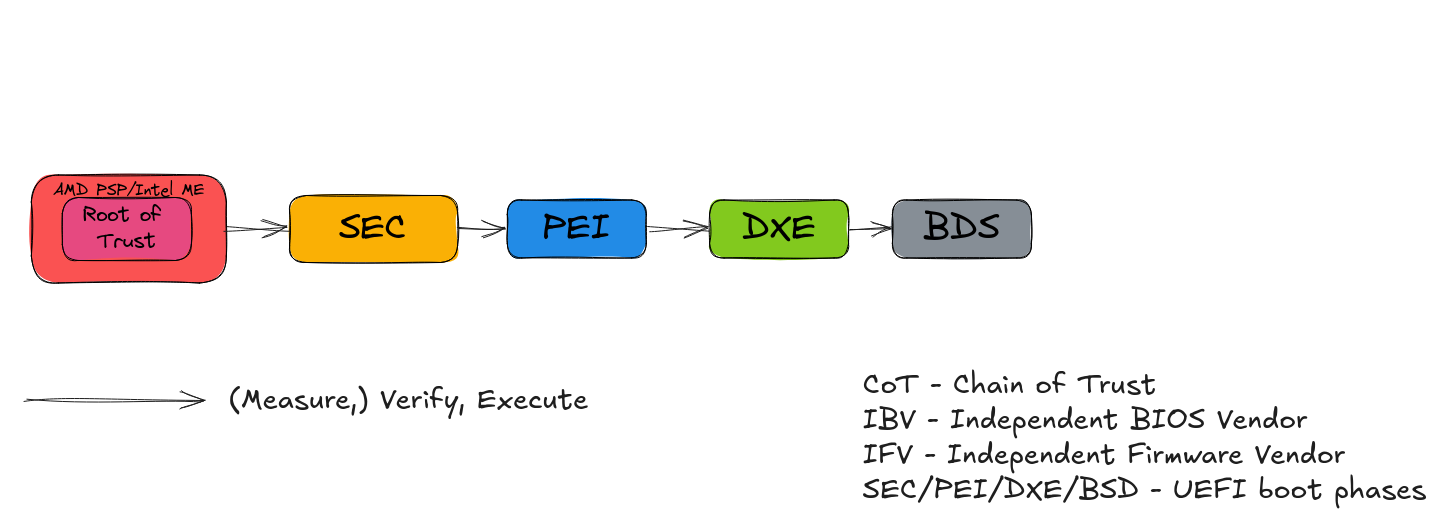 AMD PSP/Intel ME
Root of
Trust
SEC
PEI
DXE
BDS
(Measure,) Verify, Execute
CoT - Chain of Trust
IBV - Independent BIOS Vendor
IFV - Independent Firmware Vendor
SEC/PEI/DXE/BSD - UEFI boot phases